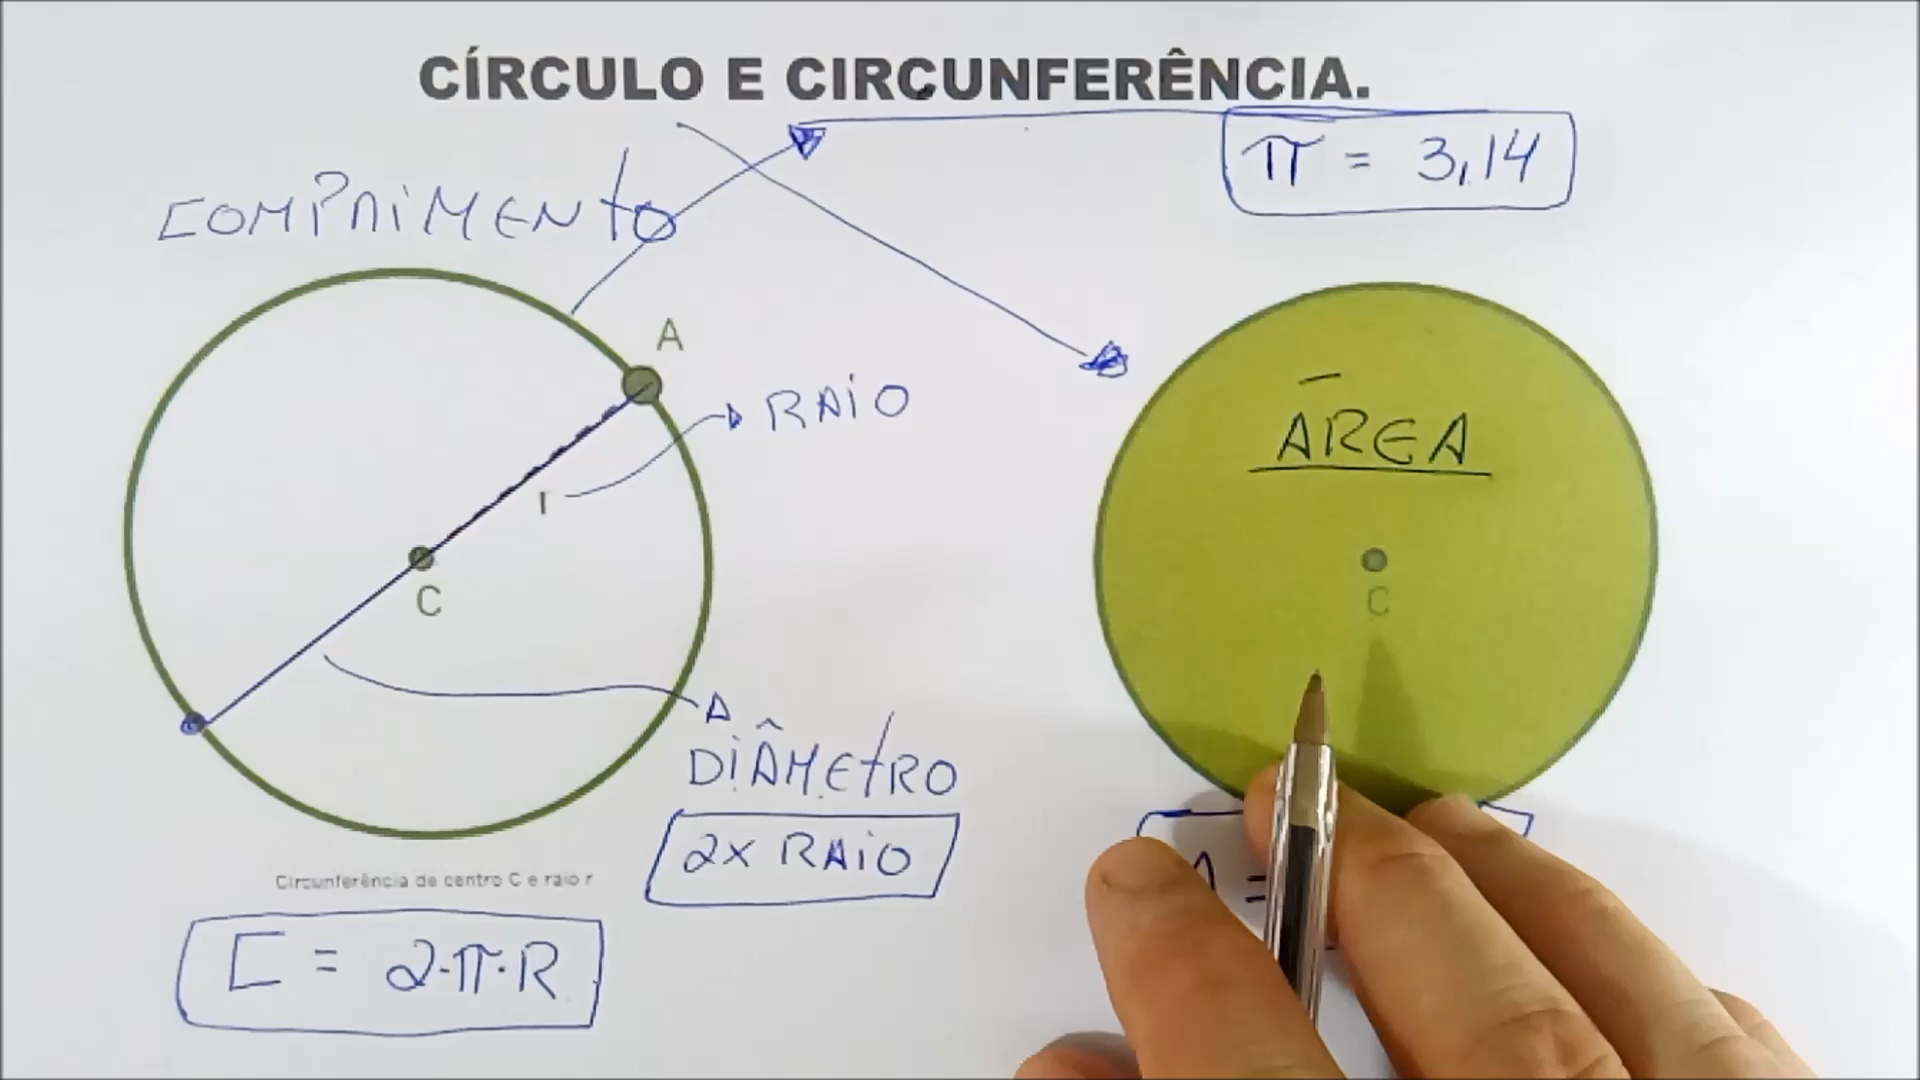 CÍRCULO E CIRCUNFERÊNCIA.
π = 3,14
COMPRIMENTO
A
RAIO
r
C
DIÂMETRO
2x RAIO
Circunferência de centro C e raio r
C = 2·π·R
ÁREA
C
A =